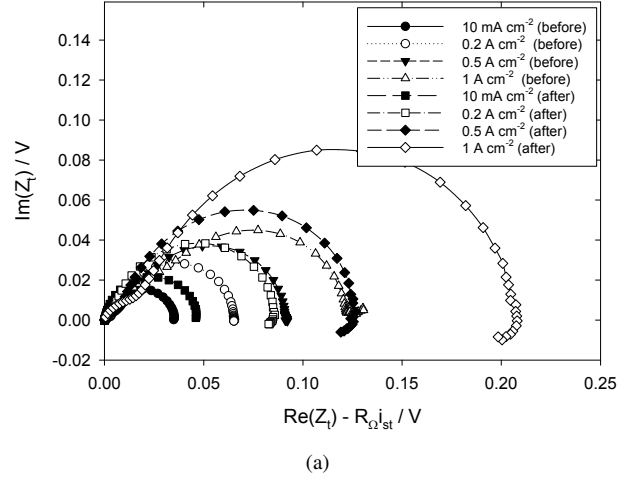 0.14
0.12
0.10
0.08
0.06
0.04
0.02
0.00
-0.02
Im(Z_t) / V
10 mA cm⁻² (before)
0.2 A cm⁻² (before)
0.5 A cm⁻² (before)
1 A cm⁻² (before)
10 mA cm⁻² (after)
0.2 A cm⁻² (after)
0.5 A cm⁻² (after)
1 A cm⁻² (after)
0.00 0.05 0.10 0.15 0.20 0.25
Re(Z_t) - R_Ωi_st / V
(a)